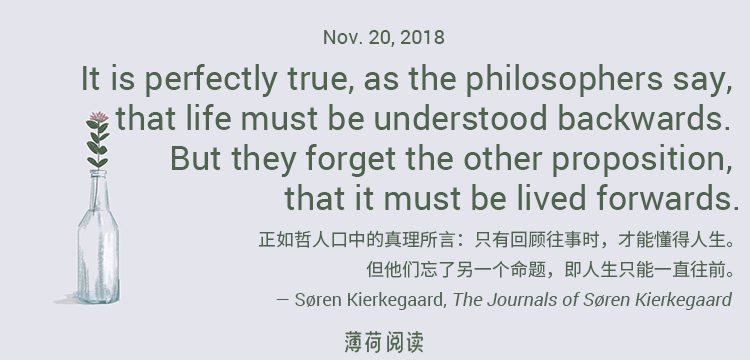 Nov. 20, 2018
It is perfectly true, as the philosophers say,
that life must be understood backwards.
But they forget the other proposition,
that it must be lived forwards.
正如哲人口中的真理所言：只有回顾往事时，才能懂得人生。
但他们忘了另一个命题，即人生只能一直往前。
— Søren Kierkegaard, The Journals of Søren Kierkegaard
薄荷阅读